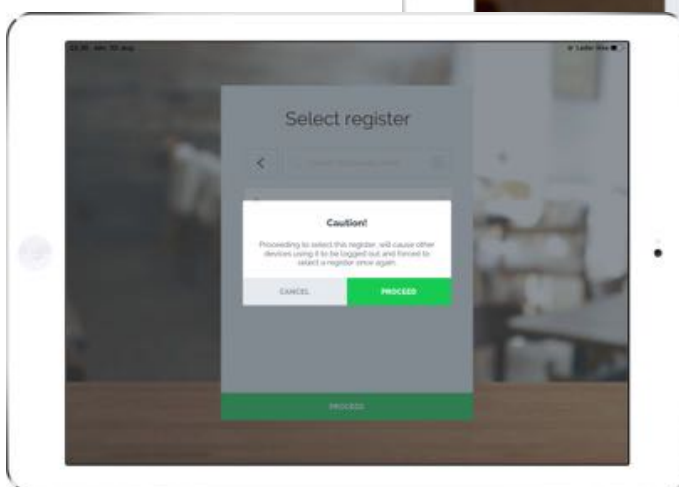 Select register
Caution!
Proceeding to select this register, will cause other
devices using it to be logged out and forced to
select a register once again.
CANCEL
PROCEED
PROCEED